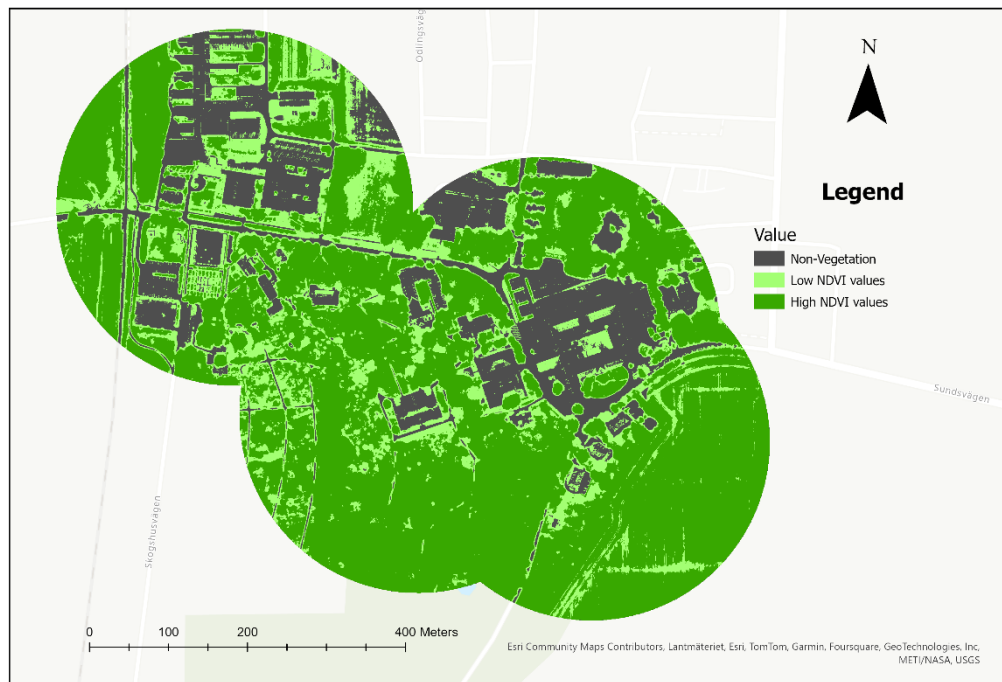 Odlingsväg
N
Legend
Value
Non-Vegetation
Low NDVI values
High NDVI values
Sundsvägen
Skogshusvägen
0 100 200 400 Meters
Esri Community Maps Contributors, Lantmäteriet, Esri, TomTom, Garmin, Foursquare, GeoTechnologies, Inc,
METI/NASA, USGS